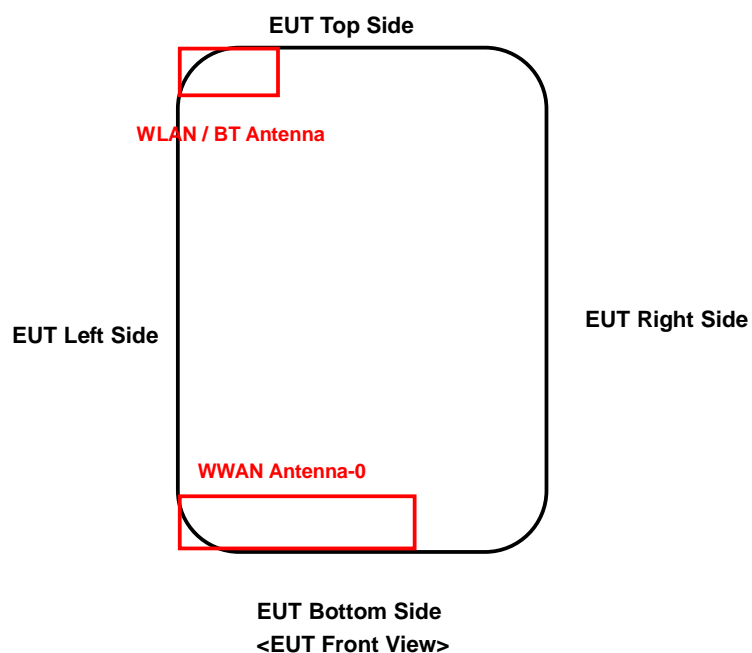 EUT Top Side
WLAN / BT Antenna
EUT Left Side
EUT Right Side
WWAN Antenna-0
EUT Bottom Side
<EUT Front View>